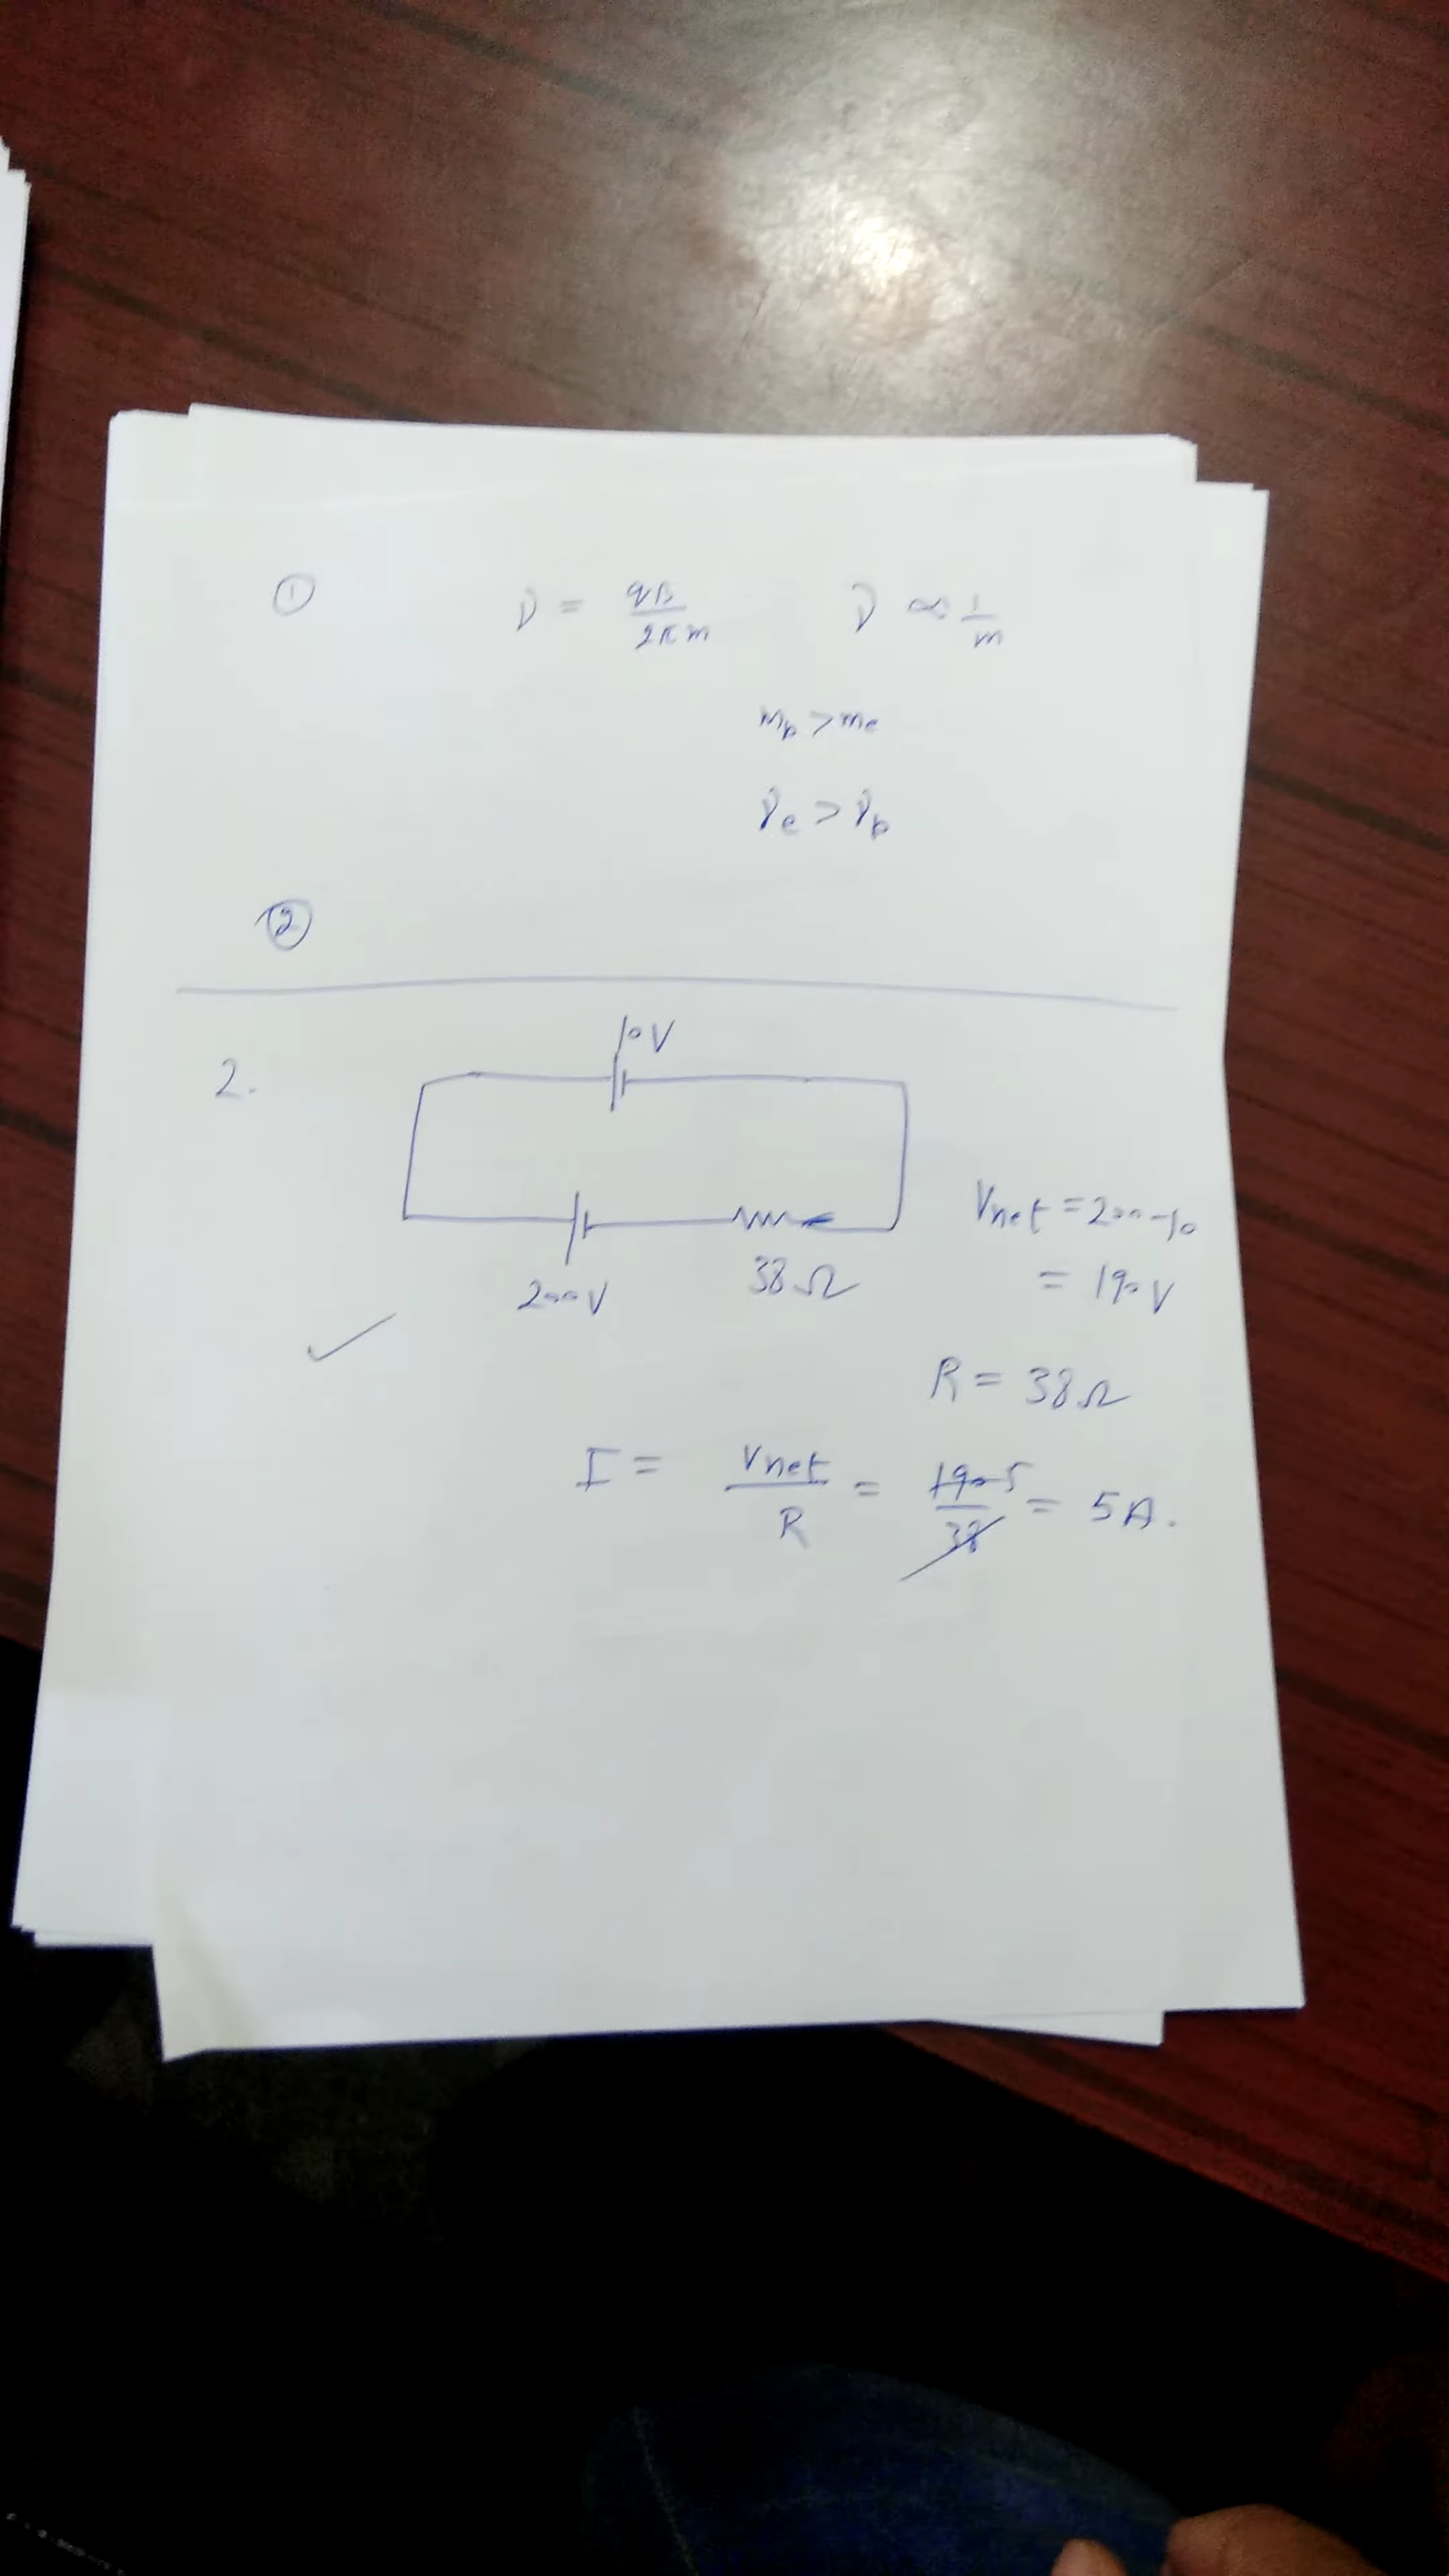 ① ν = qB / 2πm ν ∝ 1/m
mp > me
νe > νp
②
2.
10V
200V
38Ω
Vnet = 200-10
= 190V
R = 38Ω
I = Vnet / R = 190 5 / 38 = 5A.